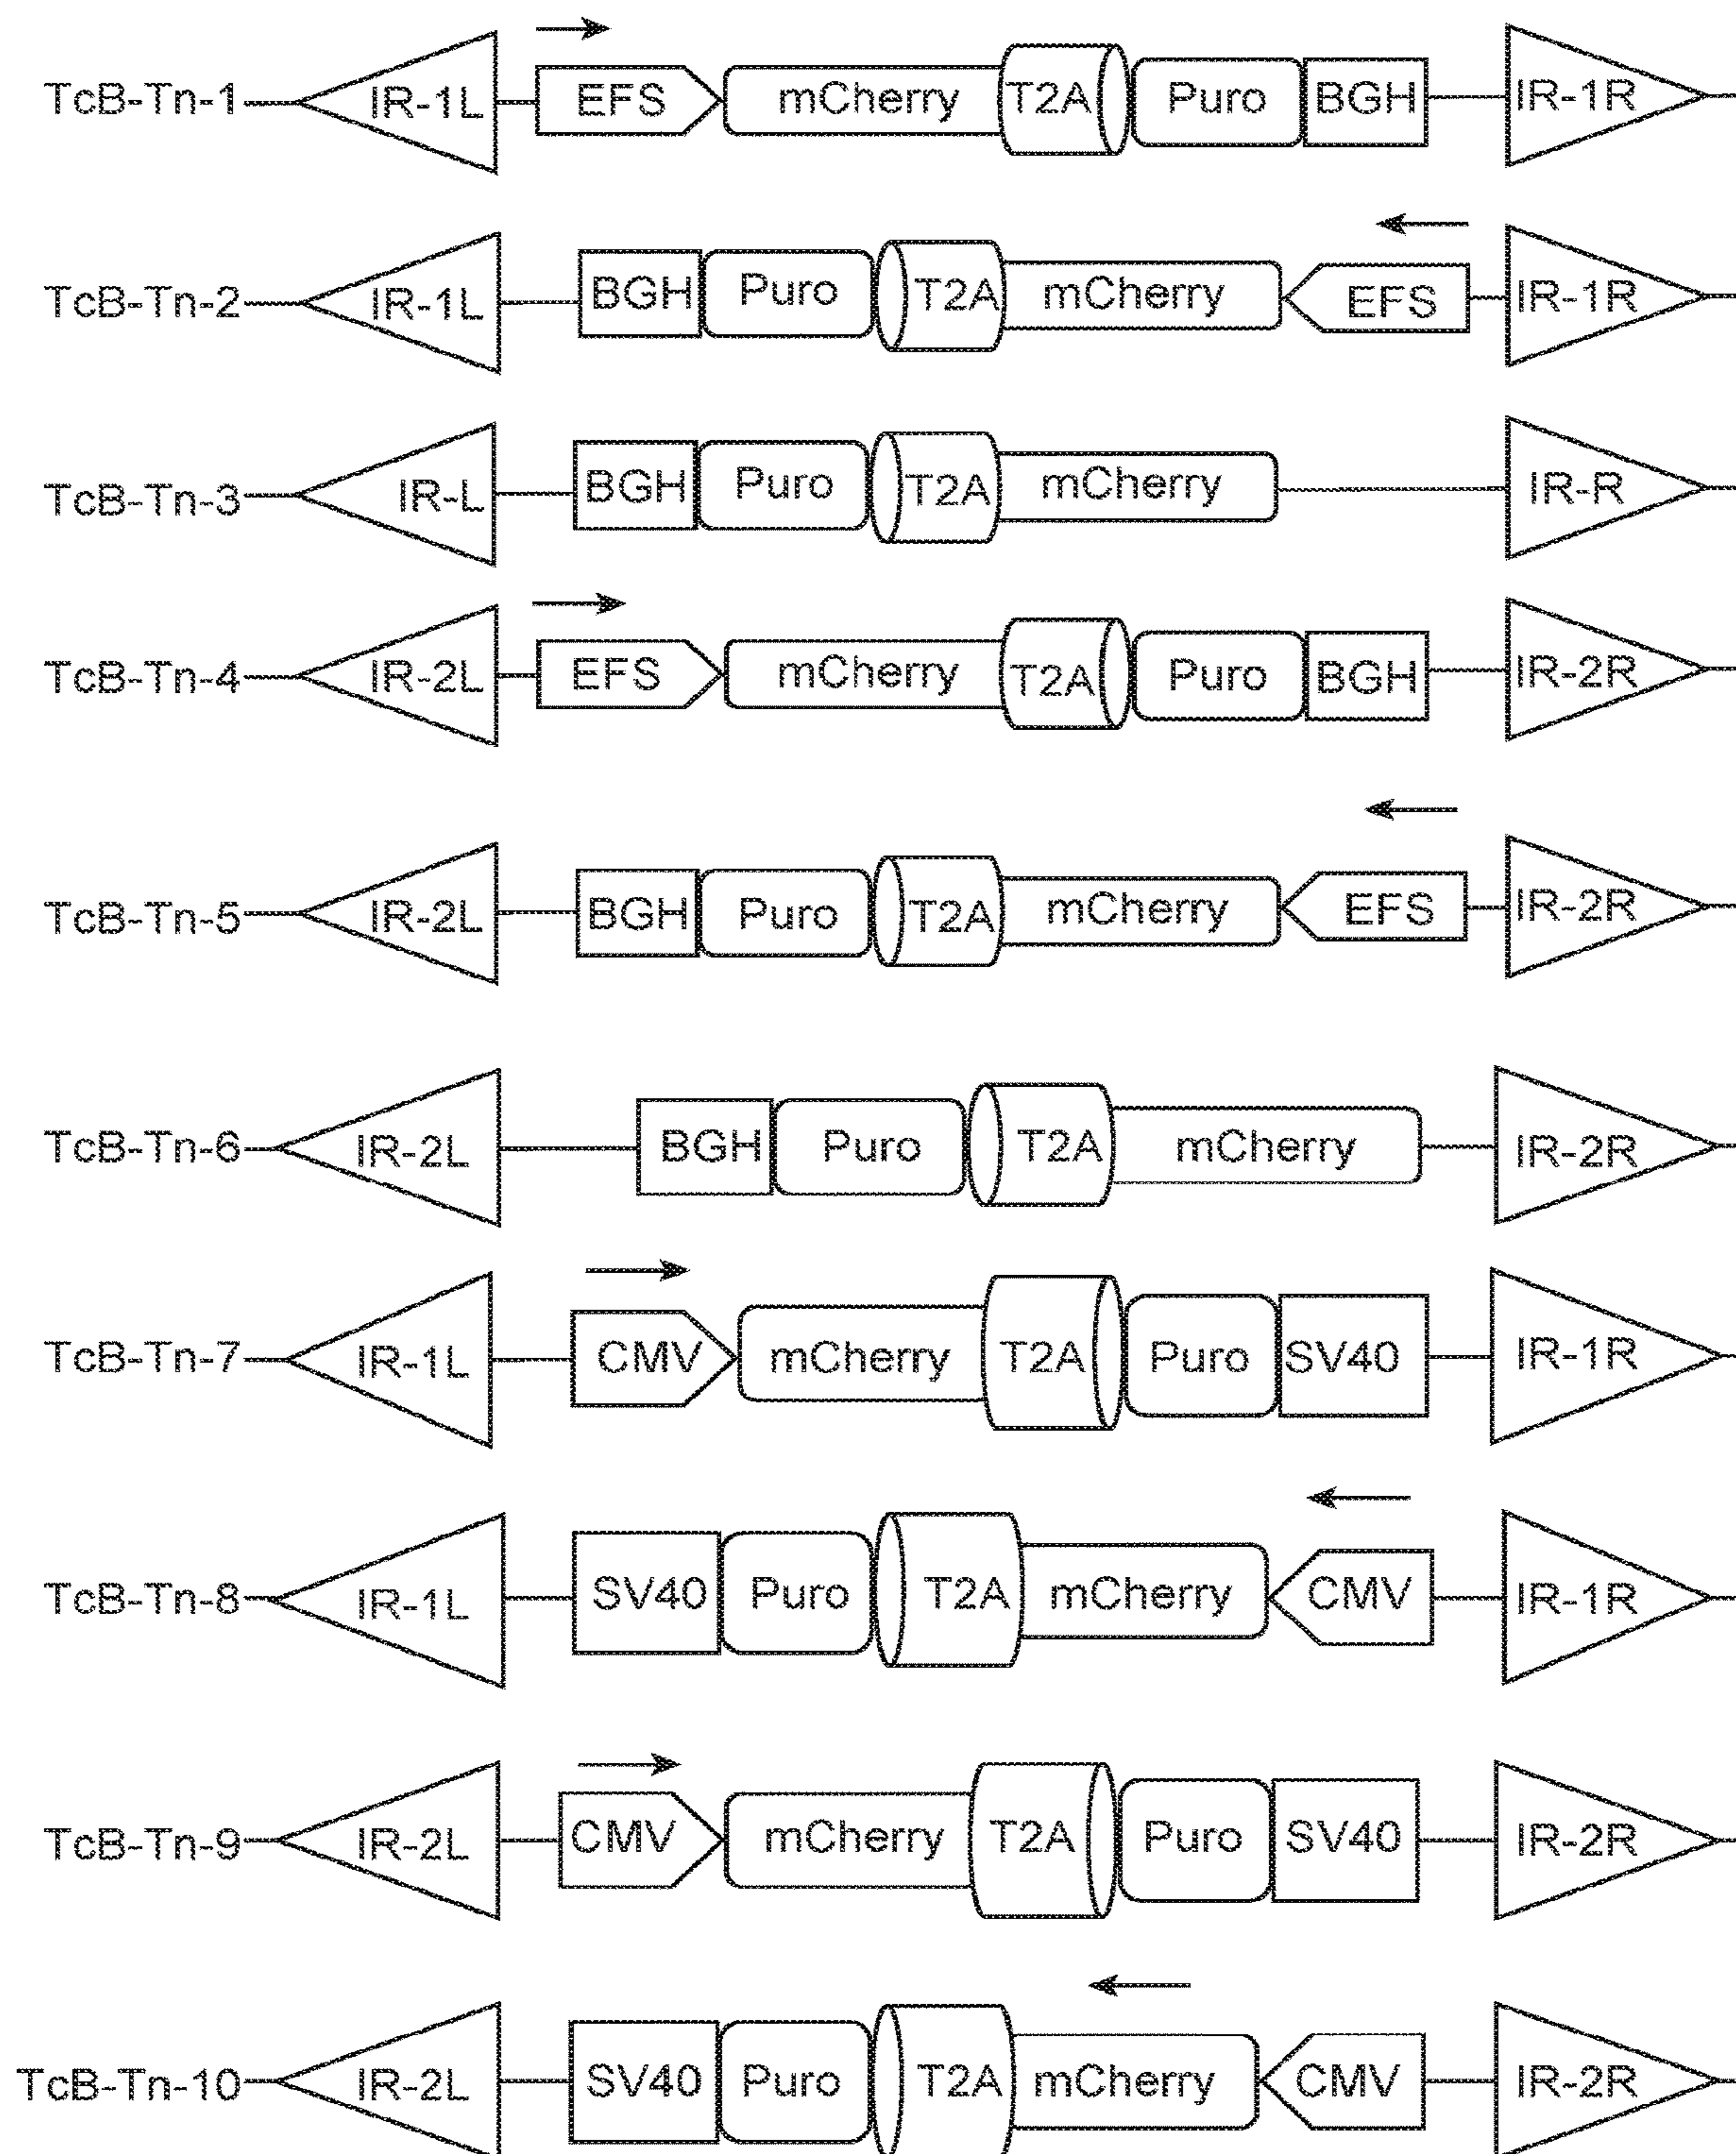 TcB-Tn-1 IR-1L EFS mCherry T2A Puro BGH IR-1R
TcB-Tn-2 IR-1L BGH Puro T2A mCherry EFS IR-1R
TcB-Tn-3 IR-L BGH Puro T2A mCherry IR-R
TcB-Tn-4 IR-2L EFS mCherry T2A Puro BGH IR-2R
TcB-Tn-5 IR-2L BGH Puro T2A mCherry EFS IR-2R
TcB-Tn-6 IR-2L BGH Puro T2A mCherry IR-2R
TcB-Tn-7 IR-1L CMV mCherry T2A Puro SV40 IR-1R
TcB-Tn-8 IR-1L SV40 Puro T2A mCherry CMV IR-1R
TcB-Tn-9 IR-2L CMV mCherry T2A Puro SV40 IR-2R
TcB-Tn-10 IR-2L SV40 Puro T2A mCherry CMV IR-2R